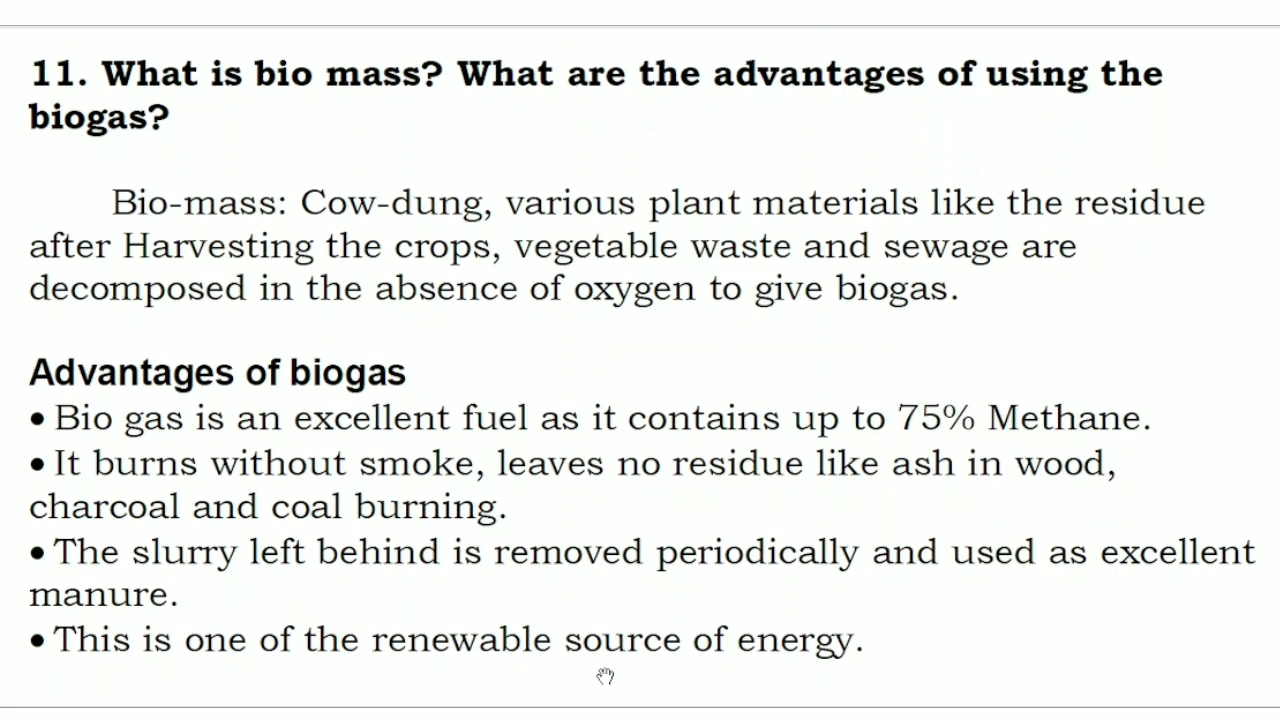 11. What is bio mass? What are the advantages of using the
biogas?
Bio-mass: Cow-dung, various plant materials like the residue
after Harvesting the crops, vegetable waste and sewage are
decomposed in the absence of oxygen to give biogas.
Advantages of biogas
• Bio gas is an excellent fuel as it contains up to 75% Methane.
• It burns without smoke, leaves no residue like ash in wood,
charcoal and coal burning.
• The slurry left behind is removed periodically and used as excellent
manure.
• This is one of the renewable source of energy.